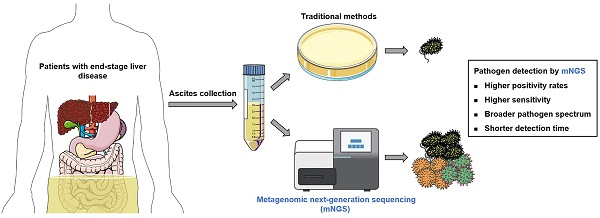 Patients with end-stage liver
disease
Ascites collection
Traditional methods
Metagenomic next-generation sequencing
(mNGS)
Pathogen detection by mNGS
▪ Higher positivity rates
▪ Higher sensitivity
▪ Broader pathogen spectrum
▪ Shorter detection time